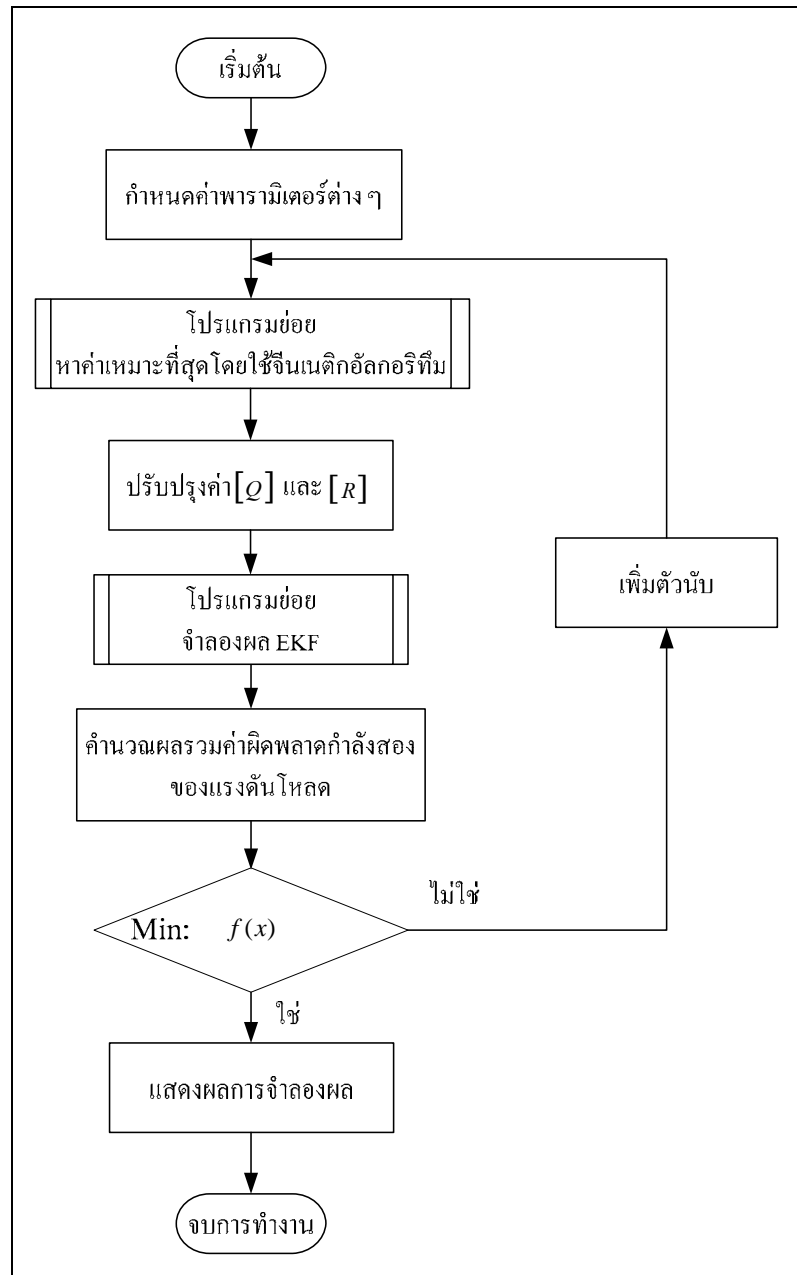 เริ่มต้น
กำหนดค่าพารามิเตอร์ต่าง ๆ
โปรแกรมย่อย
หาค่าเหมาะที่สุดโดยใช้จีนเนติกอัลกอริทึม
ปรับปรุงค่า [Q] และ [R]
เพิ่มตัวนับ
โปรแกรมย่อย
จำลองผล EKF
คำนวณผลรวมค่าผิดพลาดกำลังสอง
ของแรงดันโหลด
ไม่ใช่
Min: f(x)
ใช่
แสดงผลการจำลองผล
จบการทำงาน